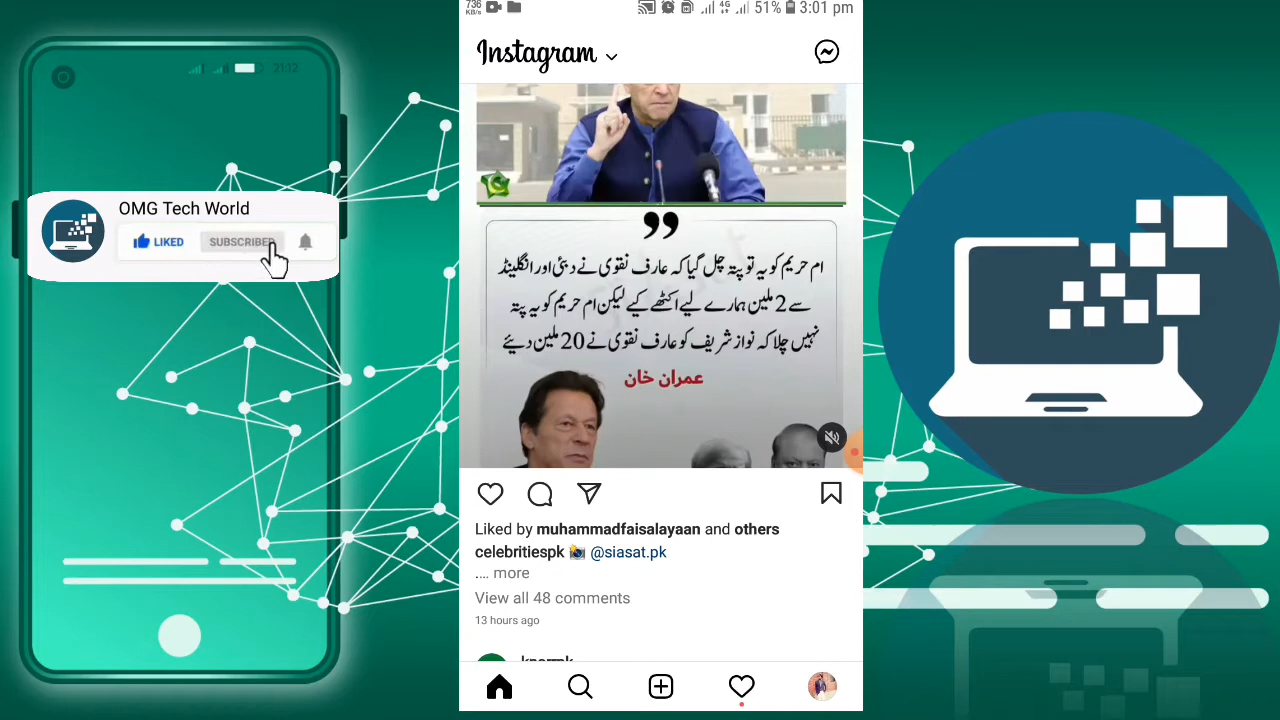 21:12
OMG Tech World
LIKED
SUBSCRIBED
736
KB/s
4G
51%
3:01 pm
Instagram
”
ام حریم کو یہ تو پتہ چل گیا کہ عارف نقوی نے دبئی اور انگلینڈ
سے 2 ملین ہمارے لیے اکٹھے کیے لیکن ام حریم کو یہ پتہ
نہیں چلا کہ نواز شریف کو عارف نقوی نے 20 ملین دیئے
عمران خان
Liked by muhammadfaisalayaan and others
celebritiespk 📸 @siasat.pk
.... more
View all 48 comments
13 hours ago